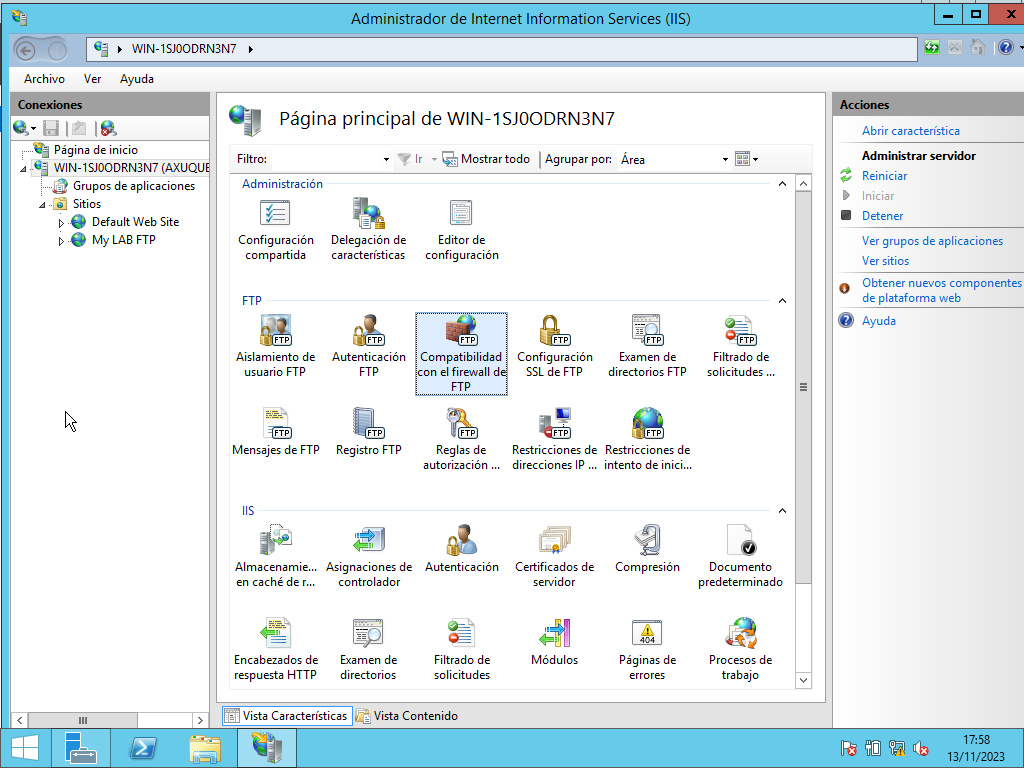 Administrador de Internet Information Services (IIS)
WIN-1SJ0ODRN3N7
Archivo Ver Ayuda
Conexiones
Página de inicio
WIN-1SJ0ODRN3N7 (AXUQUE
Grupos de aplicaciones
Sitios
Default Web Site
My LAB FTP
Página principal de WIN-1SJ0ODRN3N7
Filtro: Ir Mostrar todo Agrupar por: Área
Administración
Configuración compartida
Delegación de características
Editor de configuración
FTP
Aislamiento de usuario FTP
Autenticación FTP
Compatibilidad con el firewall de FTP
Configuración SSL de FTP
Examen de directorios FTP
Filtrado de solicitudes ...
Mensajes de FTP
Registro FTP
Reglas de autorización ...
Restricciones de direcciones IP ...
Restricciones de intento de inici...
IIS
Almacenamie... en caché de r...
Asignaciones de controlador
Autenticación
Certificados de servidor
Compresión
Documento predeterminado
Encabezados de respuesta HTTP
Examen de directorios
Filtrado de solicitudes
Módulos
404
Páginas de errores
Procesos de trabajo
Vista Características Vista Contenido
Acciones
Abrir característica
Administrar servidor
Reiniciar
Iniciar
Detener
Ver grupos de aplicaciones
Ver sitios
Obtener nuevos componentes
de plataforma web
Ayuda
17:58
13/11/2023